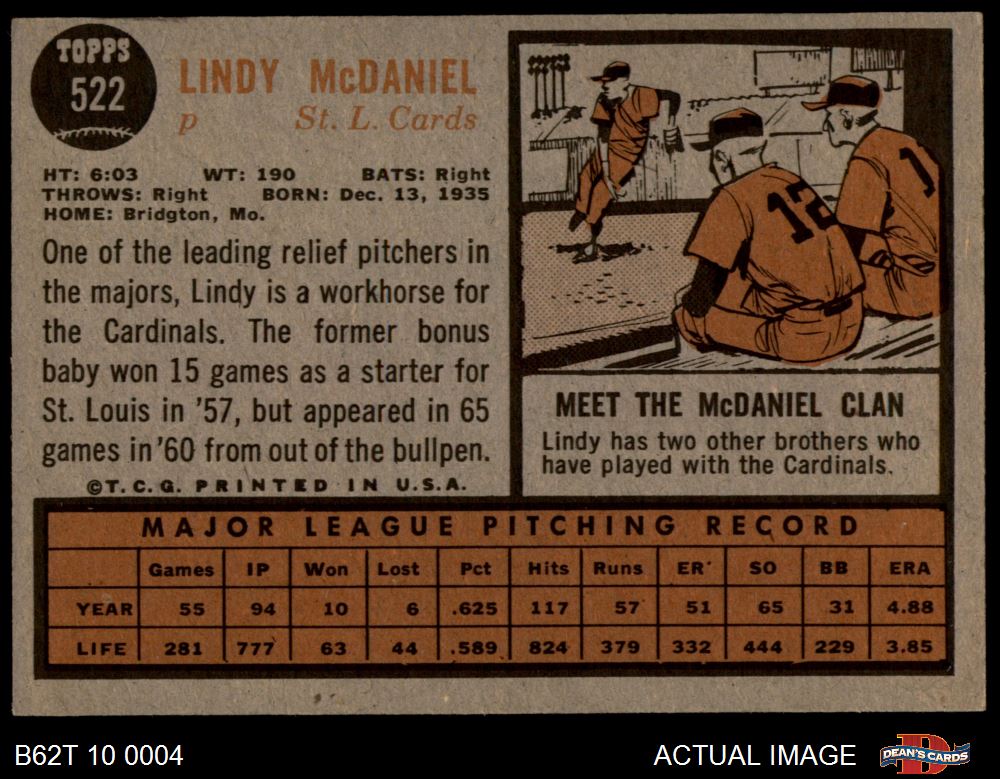 TOPPS
522
LINDY McDANIEL
p St. L. Cards
HT: 6:03 WT: 190 BATS: Right
THROWS: Right BORN: Dec. 13, 1935
HOME: Bridgton, Mo.
One of the leading relief pitchers in
the majors, Lindy is a workhorse for
the Cardinals. The former bonus
baby won 15 games as a starter for
St. Louis in '57, but appeared in 65
games in '60 from out of the bullpen.
©T.C.G. PRINTED IN U.S.A.
12
1
MEET THE McDANIEL CLAN
Lindy has two other brothers who
have played with the Cardinals.
MAJOR LEAGUE PITCHING RECORD
Games IP Won Lost Pct Hits Runs ER SO BB ERA
YEAR 55 94 10 6 .625 117 57 51 65 31 4.88
LIFE 281 777 63 44 .589 824 379 332 444 229 3.85
B62T 10 0004 ACTUAL IMAGE
DEAN'S CARDS